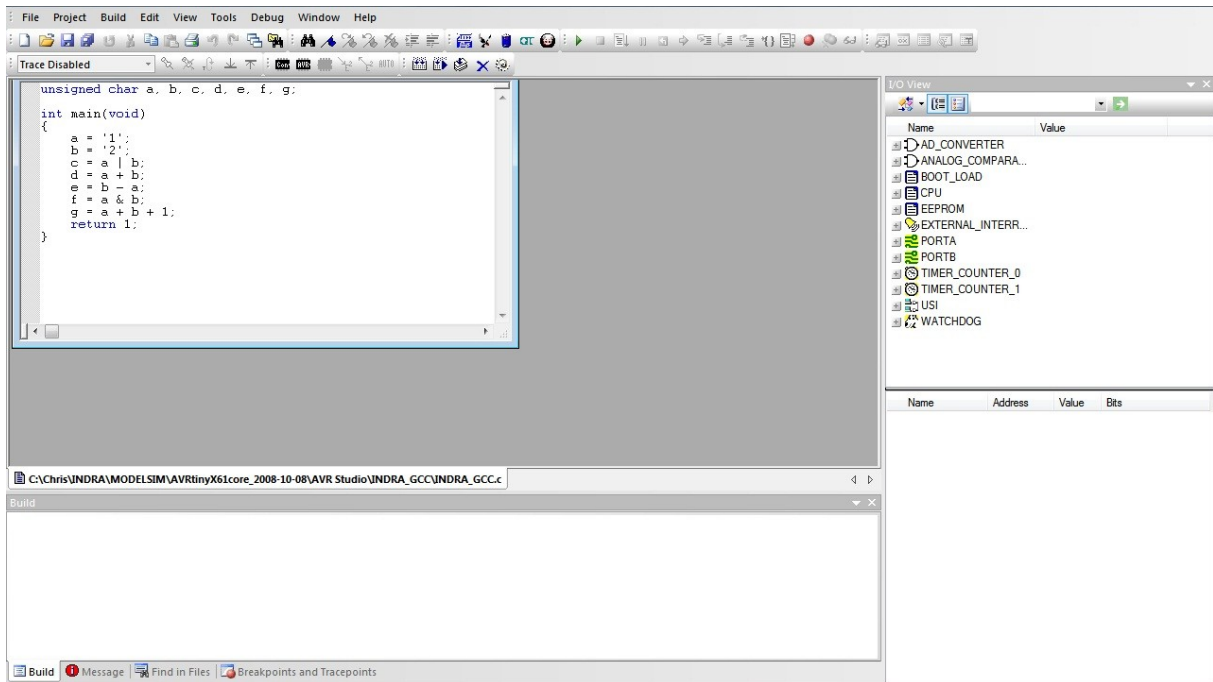 File Project Build Edit View Tools Debug Window Help
Trace Disabled
Con AVR AUTO
unsigned char a, b, c, d, e, f, g;
int main(void)
{
a = '1';
b = '2';
c = a | b;
d = a + b;
e = b - a;
f = a & b;
g = a + b + 1;
return 1;
}
C:\Chris\INDRA\MODELSIM\AVRtinyX61core_2008-10-08\AVR Studio\INDRA_GCC\INDRA_GCC.c
Build
Build Message Find in Files Breakpoints and Tracepoints
I/O View
Name Value
AD_CONVERTER
ANALOG_COMPARA...
BOOT_LOAD
CPU
EEPROM
EXTERNAL_INTERR...
PORTA
PORTB
TIMER_COUNTER_0
TIMER_COUNTER_1
USI
WATCHDOG
Name Address Value Bits